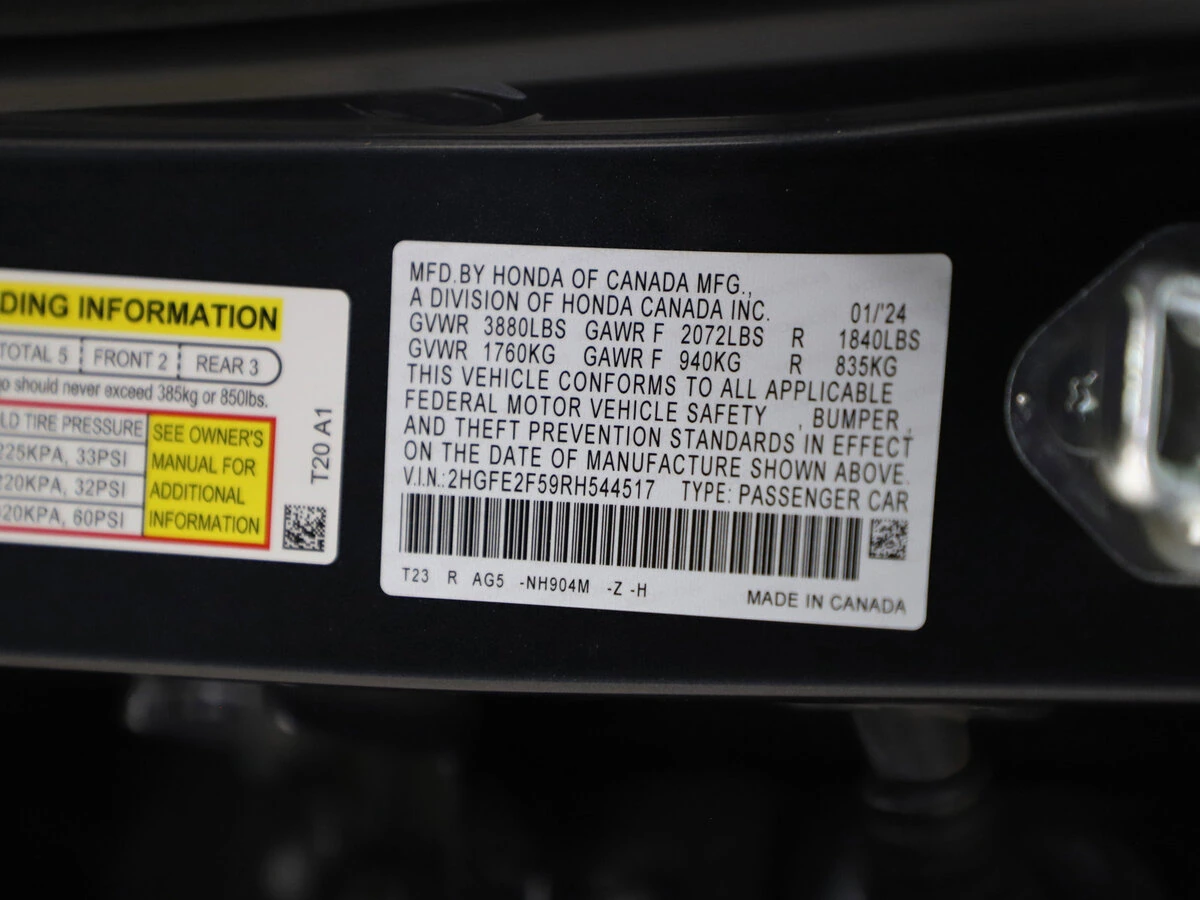 DING INFORMATION
TOTAL 5 FRONT 2 REAR 3
should never exceed 385kg or 850lbs.
TIRE PRESSURE
225KPA, 33PSI
220KPA, 32PSI
60PSI
SEE OWNER'S
MANUAL FOR
ADDITIONAL
INFORMATION
T20 A1
MFD.BY HONDA OF CANADA MFG.,
A DIVISION OF HONDA CANADA INC. 01/'24
GVWR 3880LBS GAWR F 2072LBS R 1840LBS
GVWR 1760KG GAWR F 940KG R 835KG
THIS VEHICLE CONFORMS TO ALL APPLICABLE
FEDERAL MOTOR VEHICLE SAFETY , BUMPER,
AND THEFT PREVENTION STANDARDS IN EFFECT
ON THE DATE OF MANUFACTURE SHOWN ABOVE.
V.I.N.:2HGFE2F59RH544517 TYPE: PASSENGER CAR
T23 R AG5 -NH904M -Z -H
MADE IN CANADA